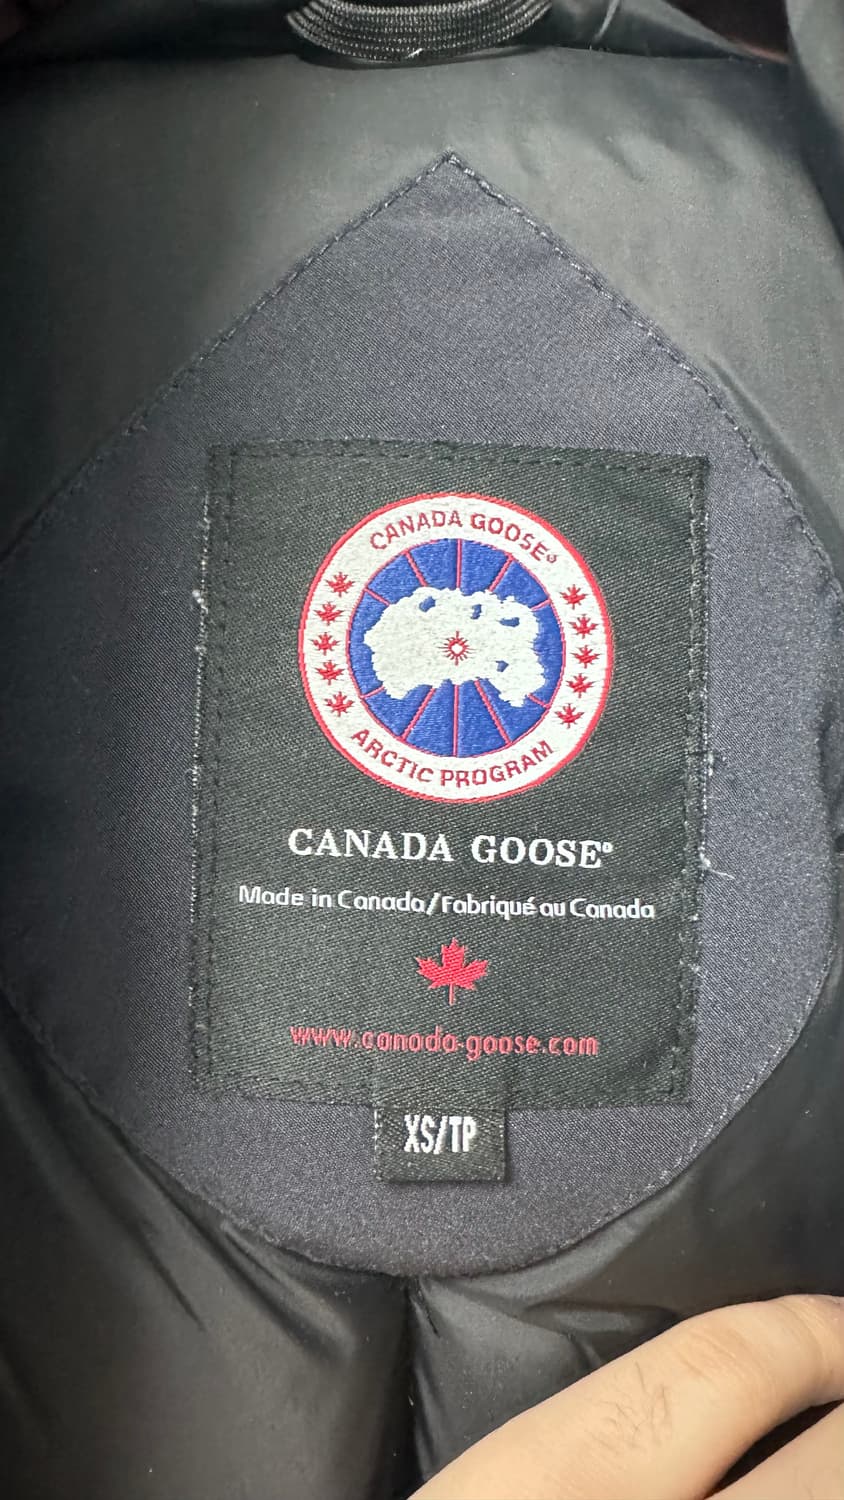 CANADA GOOSE®
ARCTIC PROGRAM
CANADA GOOSE®
Made in Canada/Fabriqué au Canada
www.canada-goose.com
XS/TP